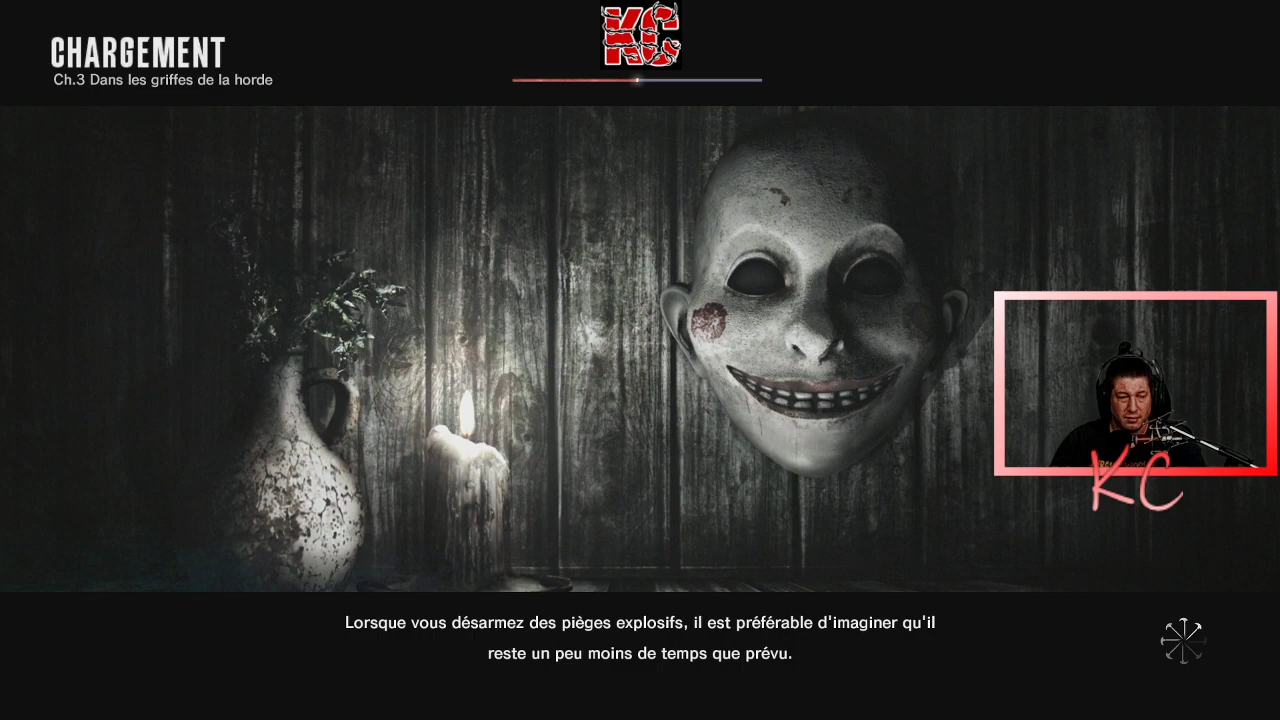 KC
CHARGEMENT
Ch.3 Dans les griffes de la horde
KC
Lorsque vous désarmez des pièges explosifs, il est préférable d'imaginer qu'il
reste un peu moins de temps que prévu.